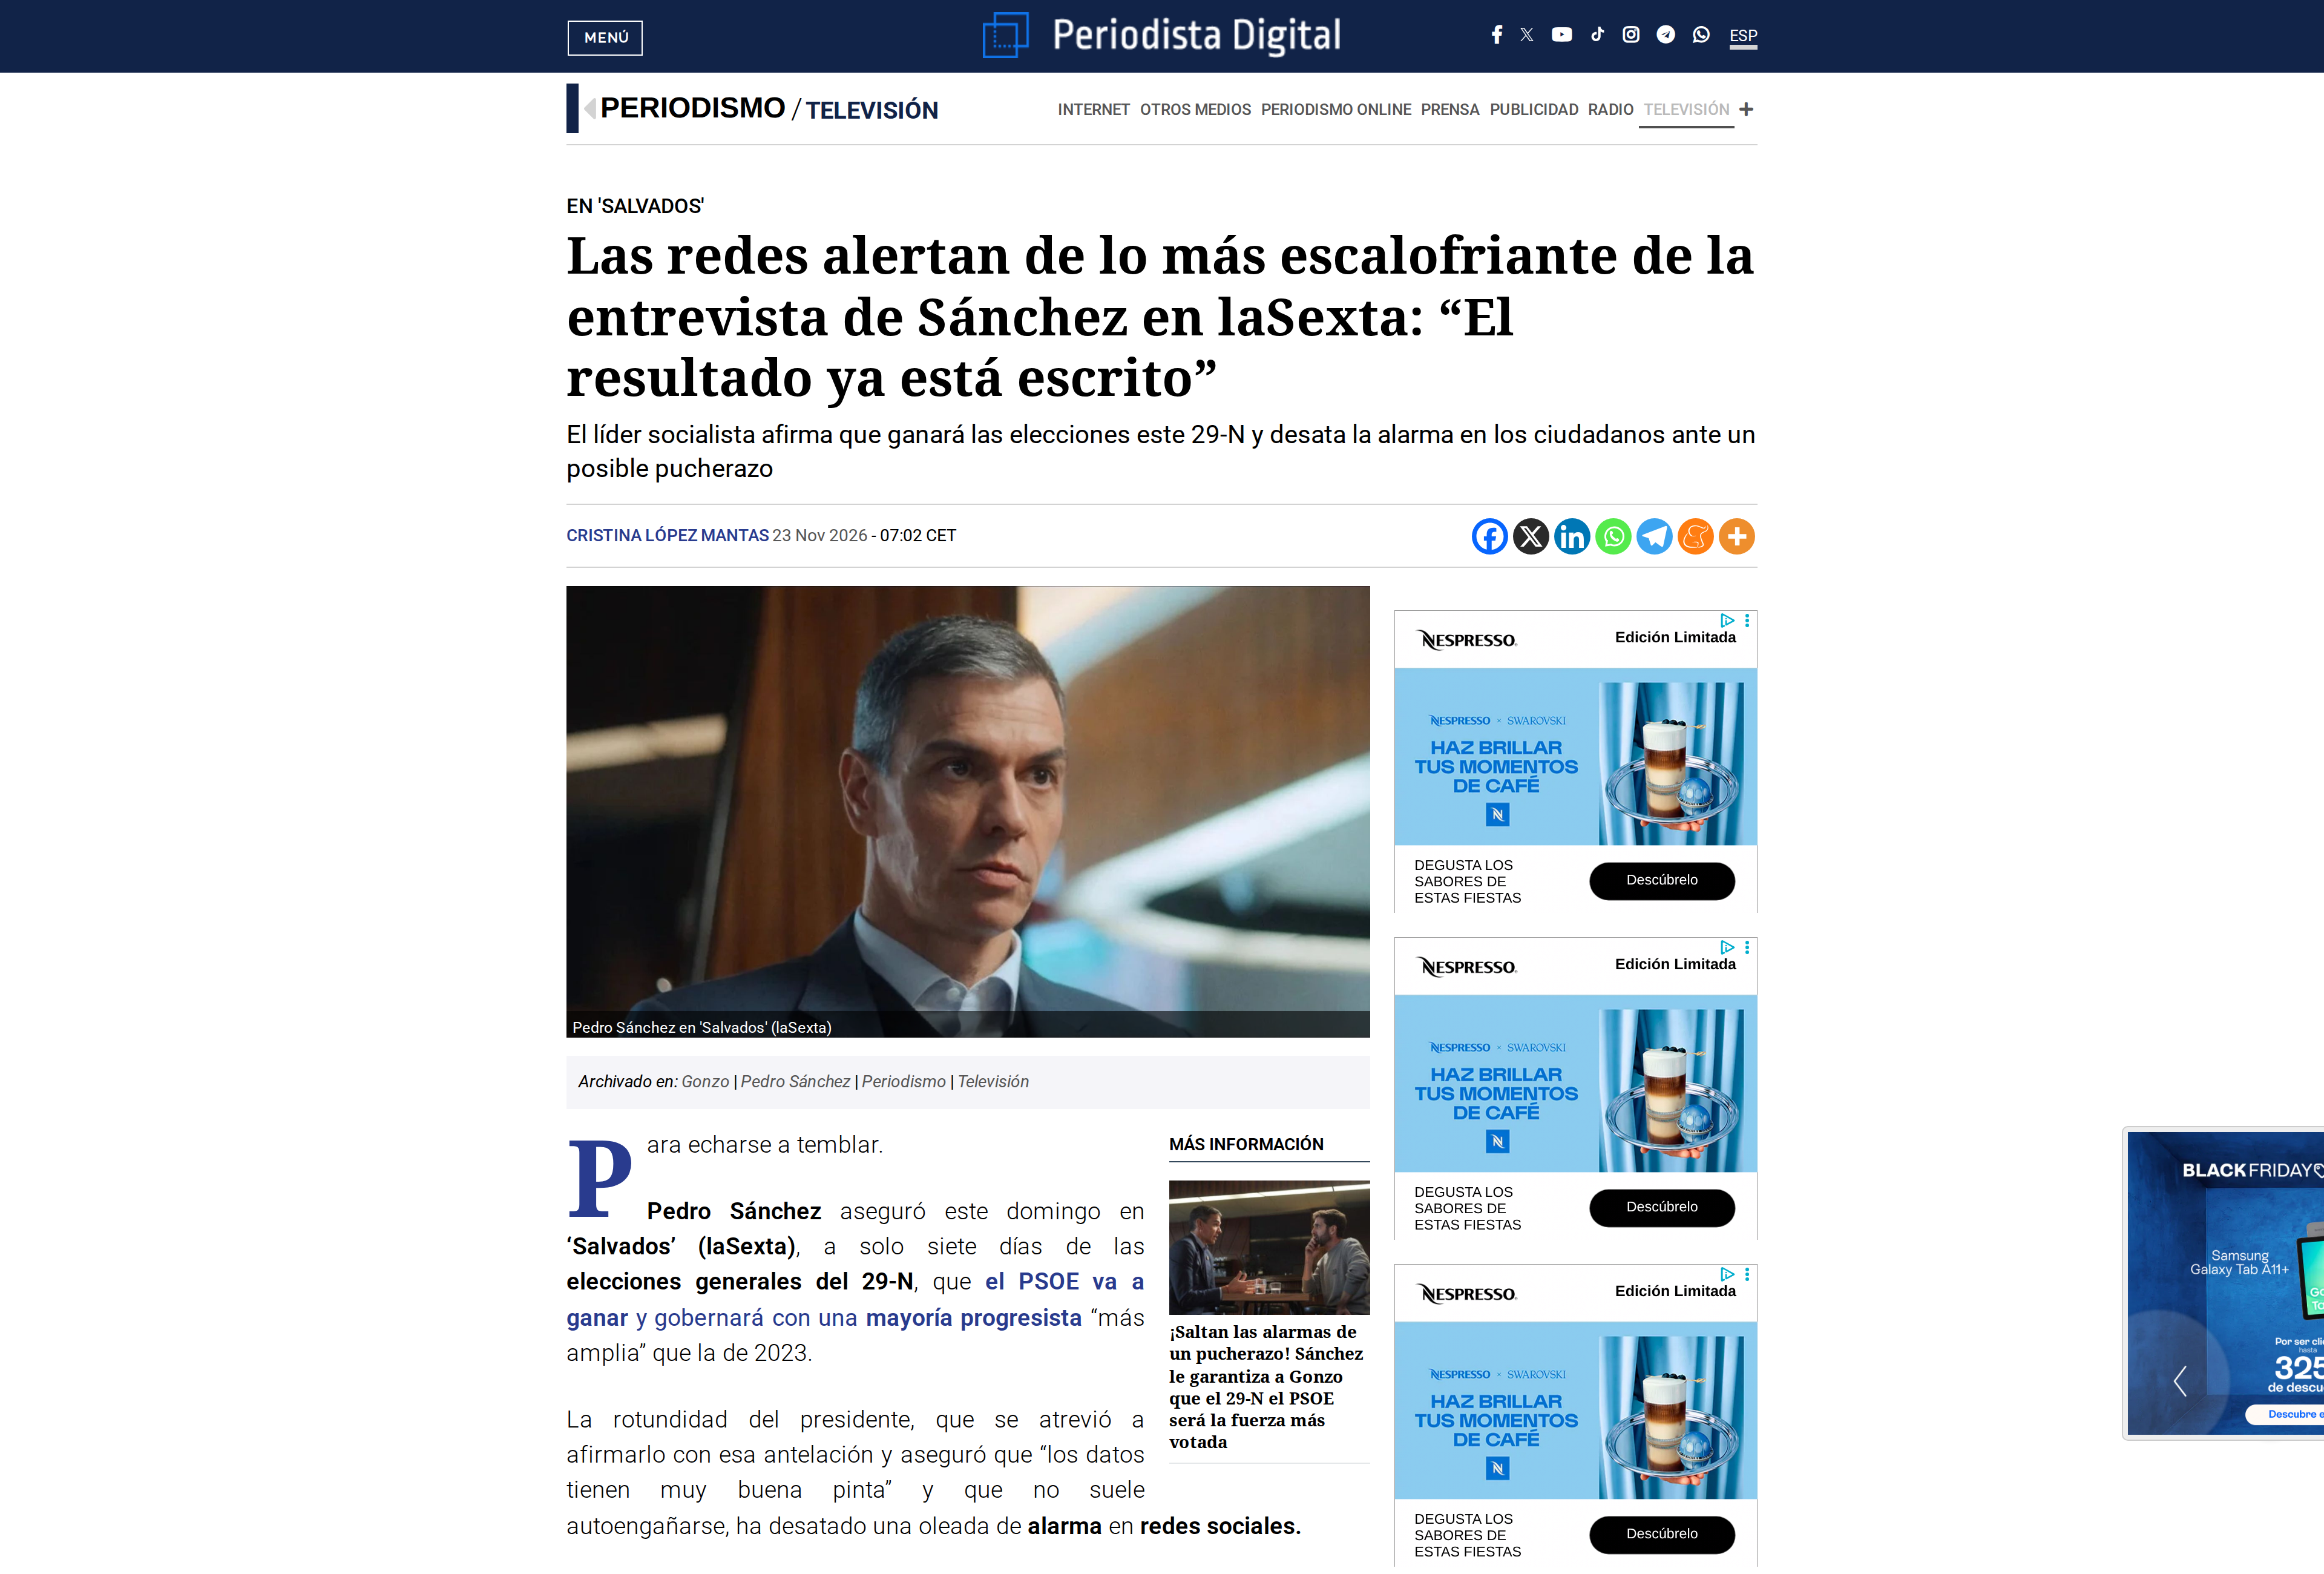 MENÚ
Periodista Digital
ESP
PERIODISMO / TELEVISIÓN
INTERNET OTROS MEDIOS PERIODISMO ONLINE PRENSA PUBLICIDAD RADIO TELEVISIÓN
EN 'SALVADOS'
Las redes alertan de lo más escalofriante de la
entrevista de Sánchez en laSexta: “El
resultado ya está escrito”
El líder socialista afirma que ganará las elecciones este 29-N y desata la alarma en los ciudadanos ante un
posible pucherazo
CRISTINA LÓPEZ MANTAS 23 Nov 2026 - 07:02 CET
Pedro Sánchez en 'Salvados' (laSexta)
Archivado en: Gonzo | Pedro Sánchez | Periodismo | Televisión
Para echarse a temblar.
Pedro Sánchez aseguró este domingo en
‘Salvados’ (laSexta), a solo siete días de las
elecciones generales del 29-N, que el PSOE va a
ganar y gobernará con una mayoría progresista “más
amplia” que la de 2023.
La rotundidad del presidente, que se atrevió a
afirmarlo con esa antelación y aseguró que “los datos
tienen muy buena pinta” y que no suele
autoengañarse, ha desatado una oleada de alarma en redes sociales.
MÁS INFORMACIÓN
¡Saltan las alarmas de
un pucherazo! Sánchez
le garantiza a Gonzo
que el 29-N el PSOE
será la fuerza más
votada
NESPRESSO
Edición Limitada
NESPRESSO × SWAROVSKI
HAZ BRILLAR
TUS MOMENTOS
DE CAFÉ
DEGUSTA LOS
SABORES DE
ESTAS FIESTAS
Descúbrelo
NESPRESSO
Edición Limitada
NESPRESSO × SWAROVSKI
HAZ BRILLAR
TUS MOMENTOS
DE CAFÉ
DEGUSTA LOS
SABORES DE
ESTAS FIESTAS
Descúbrelo
NESPRESSO
Edición Limitada
NESPRESSO × SWAROVSKI
HAZ BRILLAR
TUS MOMENTOS
DE CAFÉ
DEGUSTA LOS
SABORES DE
ESTAS FIESTAS
Descúbrelo
BLACK FRIDAY
Samsung
Galaxy Tab A11+
Por ser
hasta
325
de
Descubre